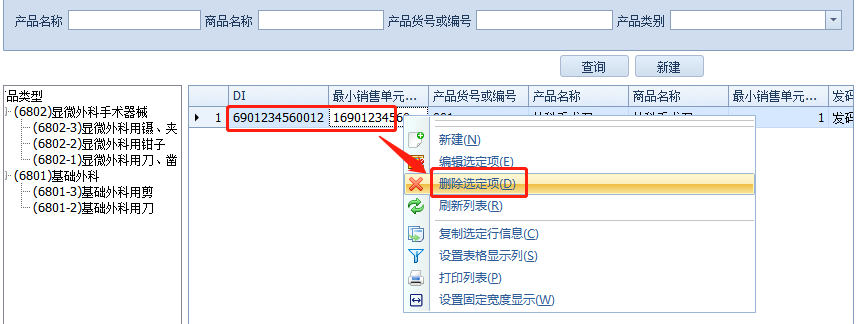 产品名称 商品名称 产品货号或编号 产品类别
查询 新建
品类型
(6802)显微外科手术器械
(6802-3)显微外科用镊、夹
(6802-2)显微外科用钳子
(6802-1)显微外科用刀、凿
(6801)基础外科
(6801-3)基础外科用剪
(6801-2)基础外科用刀
DI 最小销售单元... 产品货号或编号 产品名称 商品名称 最小销售单元... 发码
1 6901234560012 1690123456 1 发码
新建(N)
编辑选定项(E)
删除选定项(D)
刷新列表(R)
复制选定行信息(C)
设置表格显示列(S)
打印列表(P)
设置固定宽度显示(W)